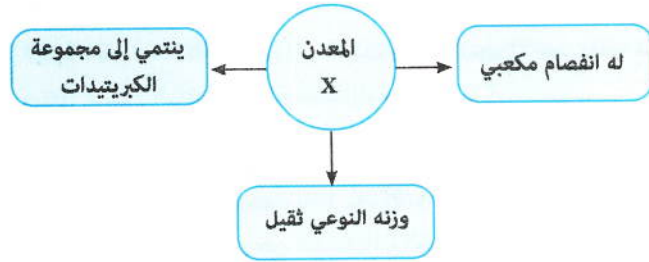 ينتمي إلى مجموعة
الكبريتيدات
المعدن
X
له انفصام مكعبي
وزنه النوعي ثقيل